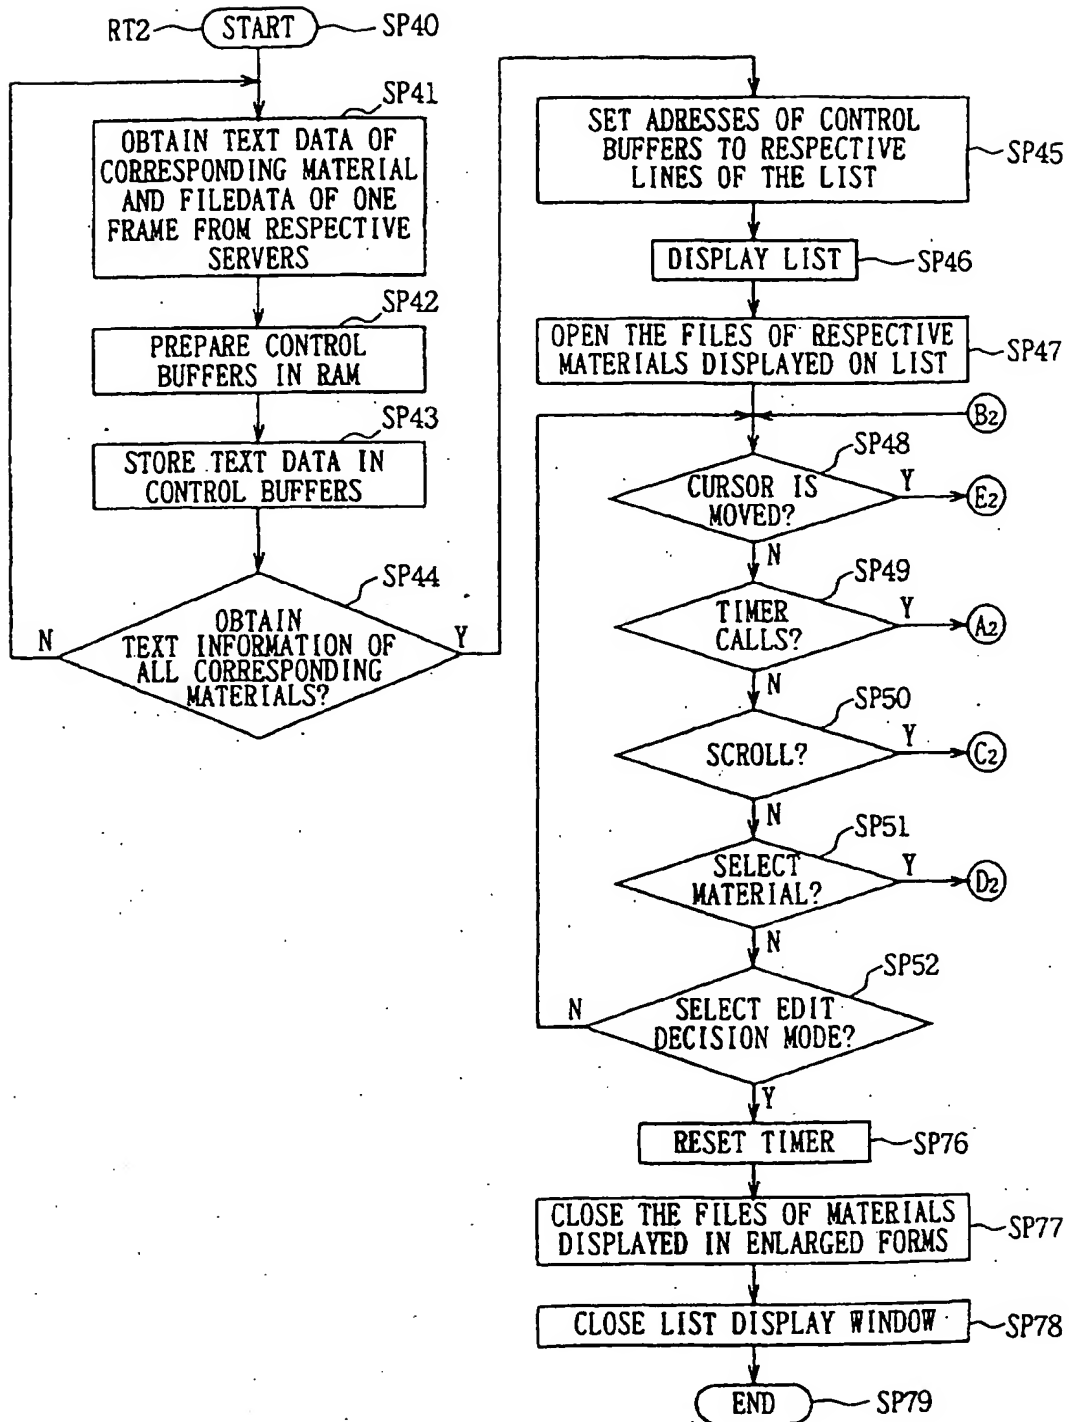 RT2 START SP40
SP41
OBTAIN TEXT DATA OF
CORRESPONDING MATERIAL
AND FILEDATA OF ONE
FRAME FROM RESPECTIVE
SERVERS
SP42
PREPARE CONTROL
BUFFERS IN RAM
SP43
STORE TEXT DATA IN
CONTROL BUFFERS
SP44
OBTAIN
TEXT INFORMATION OF
ALL CORRESPONDING
MATERIALS?
N
Y
SET ADRESSES OF CONTROL
BUFFERS TO RESPECTIVE
LINES OF THE LIST
SP45
DISPLAY LIST SP46
OPEN THE FILES OF RESPECTIVE
MATERIALS DISPLAYED ON LIST
SP47
B2
SP48
CURSOR IS
MOVED?
Y E2
N
SP49
TIMER
CALLS?
Y A2
N
SP50
SCROLL?
Y C2
N
SP51
SELECT
MATERIAL?
Y D2
N
SP52
SELECT EDIT
DECISION MODE?
N
Y
RESET TIMER SP76
CLOSE THE FILES OF MATERIALS
DISPLAYED IN ENLARGED FORMS
SP77
CLOSE LIST DISPLAY WINDOW SP78
END SP79